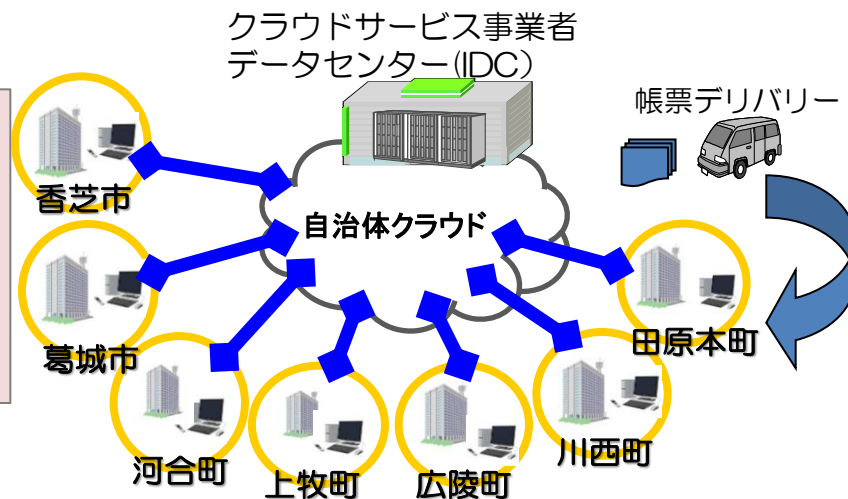 クラウドサービス事業者
データセンター(IDC)
帳票デリバリー
香芝市
自治体クラウド
葛城市
田原本町
河合町
上牧町
広陵町
川西町